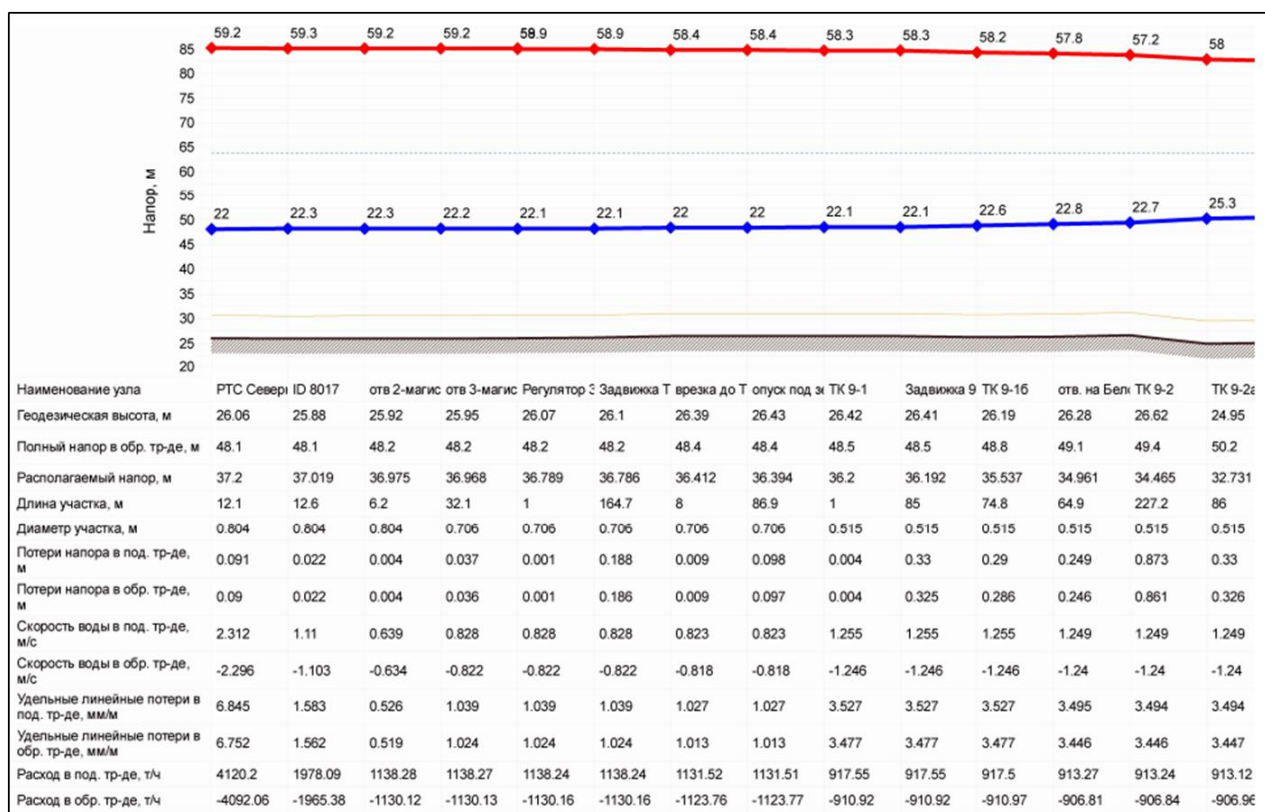 59.2 59.3 59.2 59.2 58.9 58.9 58.4 58.4 58.3 58.3 58.2 57.8 57.2 58
85
80
75
70
65
60
55
50
45
40
35
30
25
20
Напор, м
22 22.3 22.3 22.2 22.1 22.1 22 22 22.1 22.1 22.6 22.8 22.7 25.3
Наименование узла РТС Севері ID 8017 отв 2-магис отв 3-магис Регулятор З Задвижка Т врезка до Т опуск под зе ТК 9-1 Задвижка 9 ТК 9-1б отв. на Бел ТК 9-2 ТК 9-2а
Геодезическая высота, м 26.06 25.88 25.92 25.95 26.07 26.1 26.39 26.43 26.42 26.41 26.19 26.28 26.62 24.95
Полный напор в обр. тр-де, м 48.1 48.1 48.2 48.2 48.2 48.2 48.4 48.4 48.5 48.5 48.8 49.1 49.4 50.2
Располагаемый напор, м 37.2 37.019 36.975 36.968 36.789 36.786 36.412 36.394 36.2 36.192 35.537 34.961 34.465 32.731
Длина участка, м 12.1 12.6 6.2 32.1 1 164.7 8 86.9 1 85 74.8 64.9 227.2 86
Диаметр участка, м 0.804 0.804 0.804 0.706 0.706 0.706 0.706 0.706 0.515 0.515 0.515 0.515 0.515 0.515
Потери напора в под. тр-де,
м 0.091 0.022 0.004 0.037 0.001 0.188 0.009 0.098 0.004 0.33 0.29 0.249 0.873 0.33
Потери напора в обр. тр-де,
м 0.09 0.022 0.004 0.036 0.001 0.186 0.009 0.097 0.004 0.325 0.286 0.246 0.861 0.326
Скорость воды в под. тр-де,
м/с 2.312 1.11 0.639 0.828 0.828 0.828 0.823 0.823 1.255 1.255 1.255 1.249 1.249 1.249
Скорость воды в обр. тр-де,
м/с -2.296 -1.103 -0.634 -0.822 -0.822 -0.822 -0.818 -0.818 -1.246 -1.246 -1.246 -1.24 -1.24 -1.24
Удельные линейные потери в
под. тр-де, мм/м 6.845 1.583 0.526 1.039 1.039 1.039 1.027 1.027 3.527 3.527 3.527 3.495 3.494 3.494
Удельные линейные потери в
обр. тр-де, мм/м 6.752 1.562 0.519 1.024 1.024 1.024 1.013 1.013 3.477 3.477 3.477 3.446 3.446 3.447
Расход в под. тр-де, т/ч 4120.2 1978.09 1138.28 1138.27 1138.24 1138.24 1131.52 1131.51 917.55 917.55 917.5 913.27 913.24 913.12
Расход в обр. тр-де, т/ч -4092.06 -1965.38 -1130.12 -1130.13 -1130.16 -1130.16 -1123.76 -1123.77 -910.92 -910.92 -910.97 -906.81 -906.84 -906.96